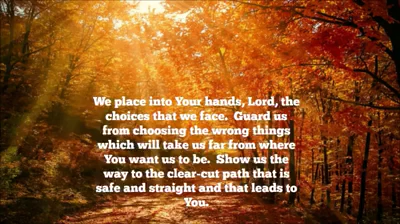 We place into Your hands, Lord, the
choices that we face.  Guard us
from choosing the wrong things
which will take us far from where
You want us to be.  Show us the
way to the clear-cut path that is
safe and straight and that leads to
You.